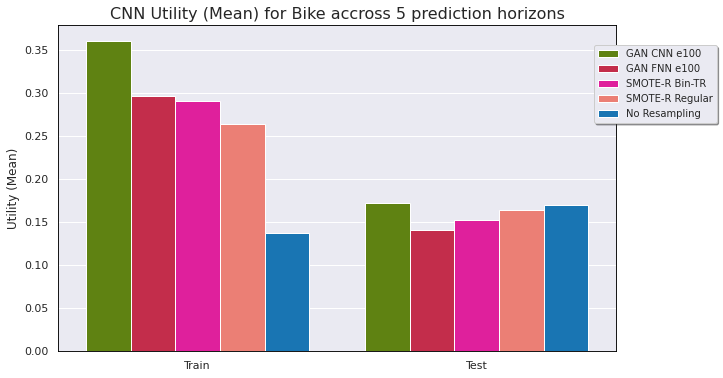 CNN Utility (Mean) for Bike accross 5 prediction horizons
Utility (Mean)
0.35
0.30
0.25
0.20
0.15
0.10
0.05
0.00
Train
Test
GAN CNN e100
GAN FNN e100
SMOTE-R Bin-TR
SMOTE-R Regular
No Resampling